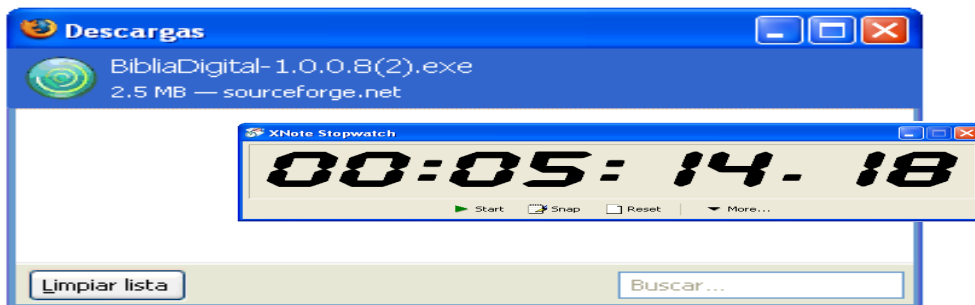 Descargas
BibliaDigital-1.0.0.8(2).exe
2.5 MB — sourceforge.net
XNote Stopwatch
00:05:14.18
Start Snap Reset More...
Limpiar lista Buscar...